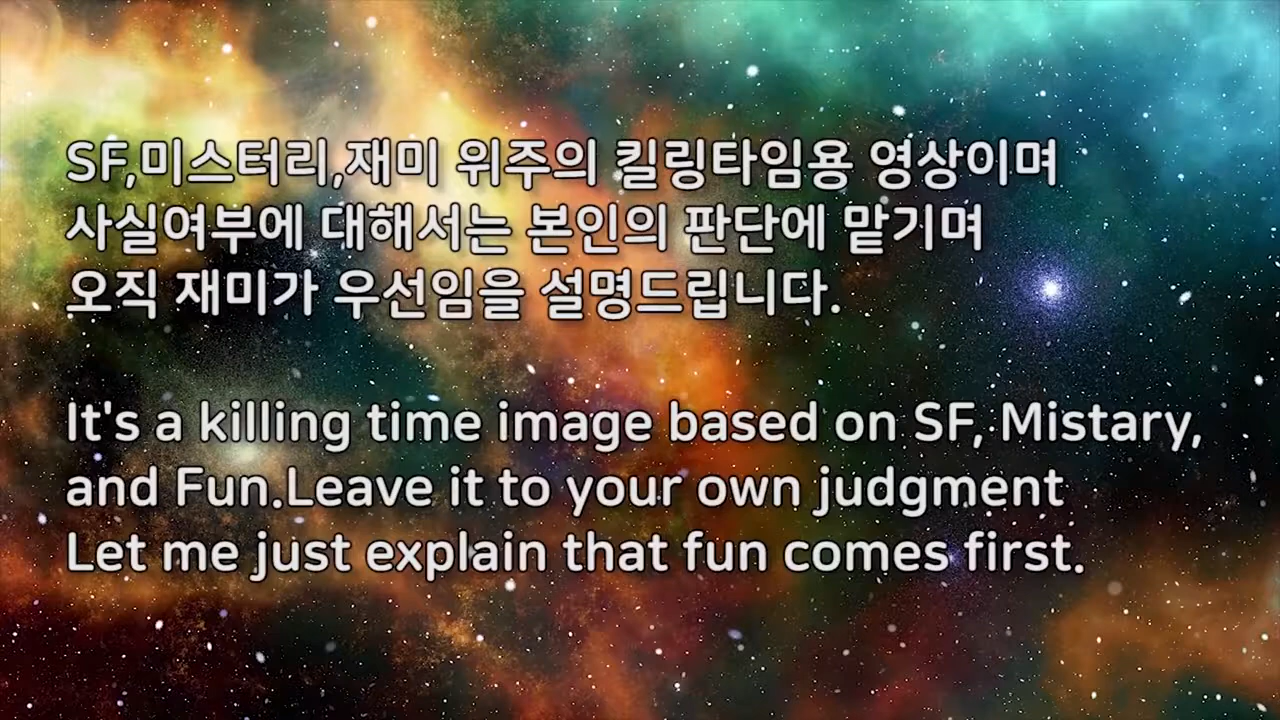 SF,미스터리,재미 위주의 킬링타임용 영상이며
사실여부에 대해서는 본인의 판단에 맡기며
오직 재미가 우선임을 설명드립니다.
It's a killing time image based on SF, Mistary,
and Fun.Leave it to your own judgment
Let me just explain that fun comes first.